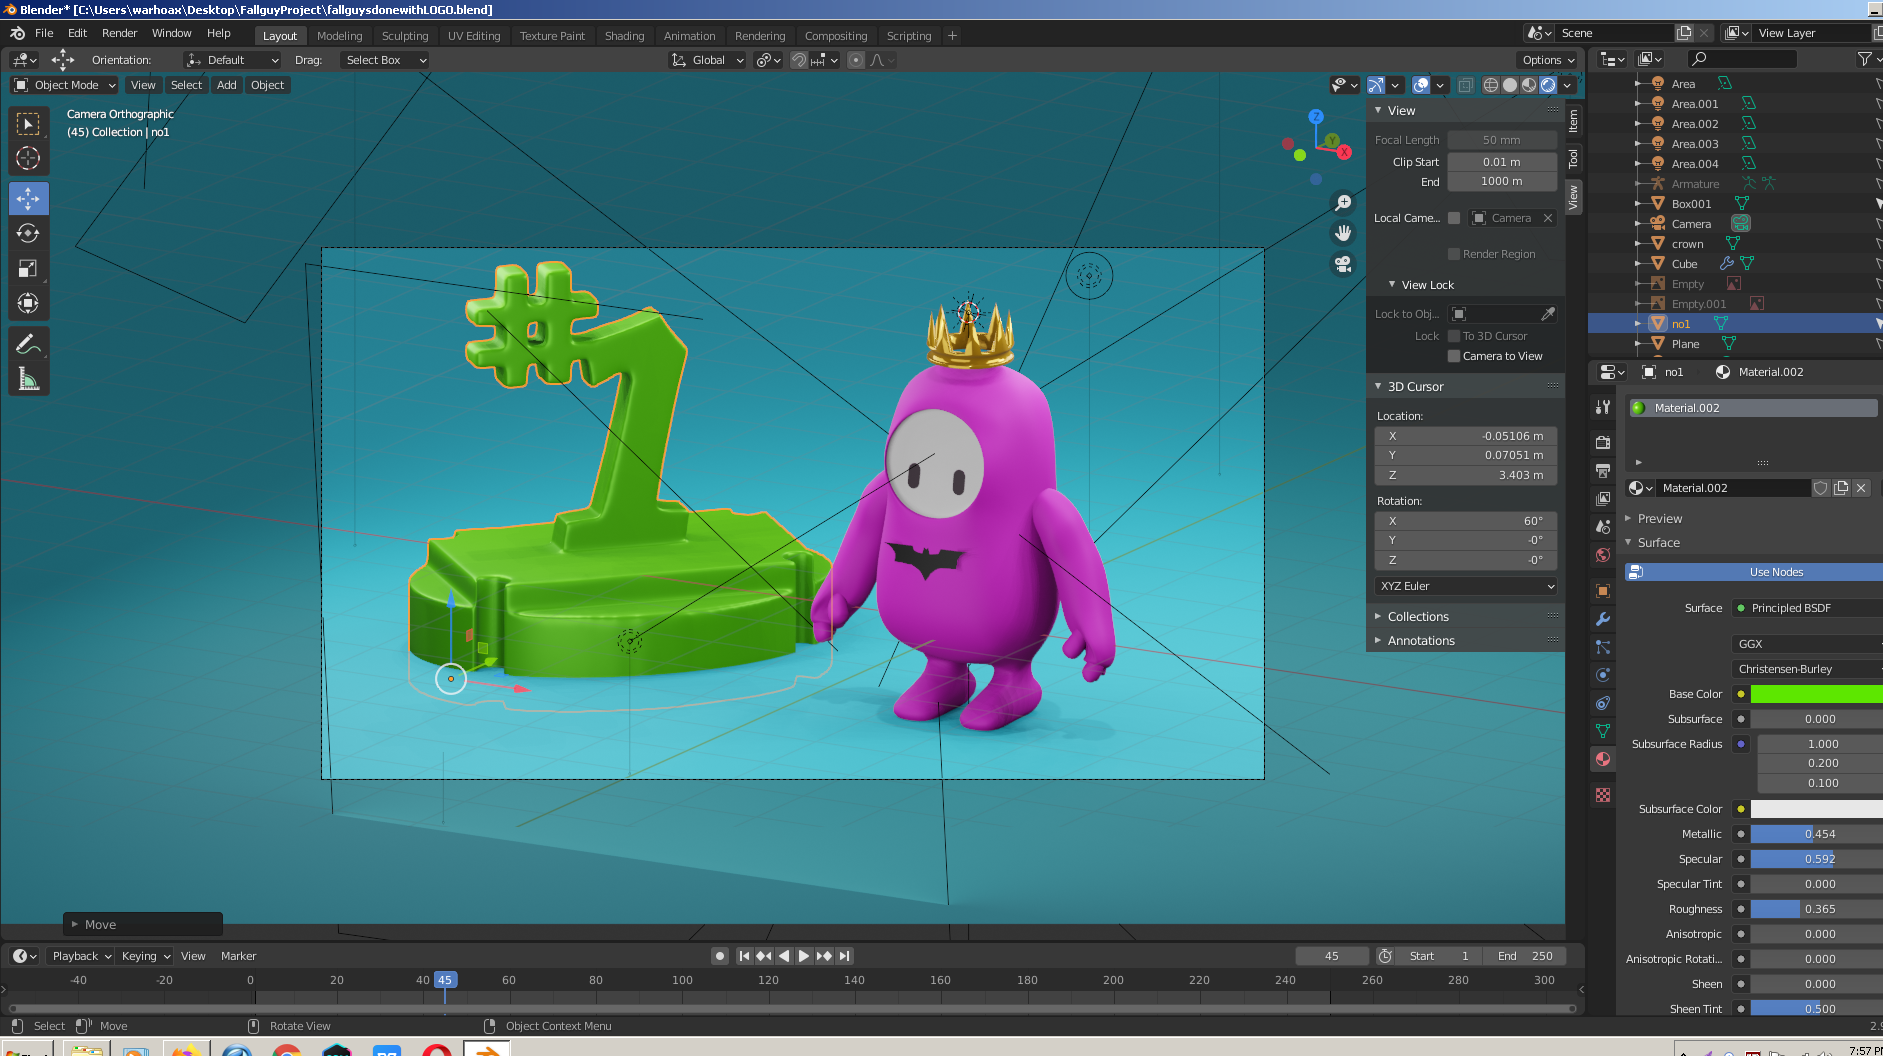 Blender* [C:\Users\warhoax\Desktop\FallguyProject\fallguysdonewithLOGO.blend]
File Edit Render Window Help Layout Modeling Sculpting UV Editing Texture Paint Shading Animation Rendering Compositing Scripting + Scene View Layer
Orientation: Default Drag: Select Box Global Options
Object Mode View Select Add Object
Camera Orthographic
(45) Collection | no1
Z
Y
X
View
Focal Length 50 mm
Clip Start 0.01 m
End 1000 m
Local Came... Camera
Render Region
View Lock
Lock to Obj...
Lock To 3D Cursor
Camera to View
3D Cursor
Location:
X -0.05106 m
Y 0.07051 m
Z 3.403 m
Rotation:
X 60°
Y -0°
Z -0°
XYZ Euler
Collections
Annotations
Item
Tool
View
Area
Area.001
Area.002
Area.003
Area.004
Armature
Box001
Camera
crown
Cube
Empty
Empty.001
no1
Plane
no1 Material.002
Material.002
Material.002
Preview
Surface
Use Nodes
Surface Principled BSDF
GGX
Christensen-Burley
Base Color
Subsurface 0.000
Subsurface Radius 1.000
0.200
0.100
Subsurface Color
Metallic 0.454
Specular 0.592
Specular Tint 0.000
Roughness 0.365
Anisotropic 0.000
Anisotropic Rotati... 0.000
Sheen 0.000
Sheen Tint 0.500
#1
Move
Playback Keying View Marker 45 Start 1 End 250
-40 -20 0 20 40 45 60 80 100 120 140 160 180 200 220 240 260 280 300
Select Move Rotate View Object Context Menu
7:57 PM